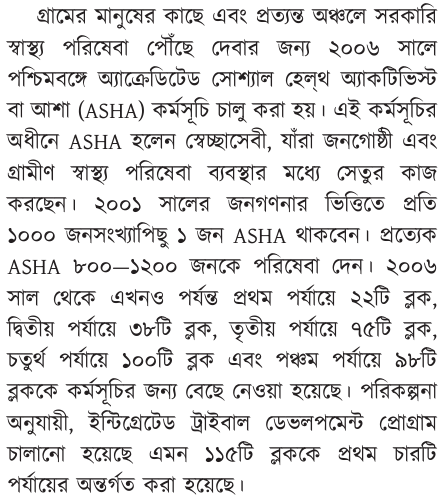 গ্রামের মানুষের কাছে এবং প্রত্যন্ত অঞ্চলে সরকারি
স্বাস্থ্য পরিষেবা পৌঁছে দেবার জন্য ২০০৬ সালে
পশ্চিমবঙ্গে অ্যাক্রেডিটেড সোশ্যাল হেল্‌থ অ্যাকটিভিস্ট
বা আশা (ASHA) কর্মসূচি চালু করা হয়। এই কর্মসূচির
অধীনে ASHA হলেন স্বেচ্ছাসেবী, যাঁরা জনগোষ্ঠী এবং
গ্রামীণ স্বাস্থ্য পরিষেবা ব্যবস্থার মধ্যে সেতুর কাজ
করছেন। ২০০১ সালের জনগণনার ভিত্তিতে প্রতি
১০০০ জনসংখ্যাপিছু ১ জন ASHA থাকবেন। প্রত্যেক
ASHA ৮০০—১২০০ জনকে পরিষেবা দেন। ২০০৬
সাল থেকে এখনও পর্যন্ত প্রথম পর্যায়ে ২২টি ব্লক,
দ্বিতীয় পর্যায়ে ৩৮টি ব্লক, তৃতীয় পর্যায়ে ৭৫টি ব্লক,
চতুর্থ পর্যায়ে ১০০টি ব্লক এবং পঞ্চম পর্যায়ে ৯৮টি
ব্লককে কর্মসূচির জন্য বেছে নেওয়া হয়েছে। পরিকল্পনা
অনুযায়ী, ইন্টিগ্রেটেড ট্রাইবাল ডেভলপমেন্ট প্রোগ্রাম
চালানো হয়েছে এমন ১১৫টি ব্লককে প্রথম চারটি
পর্যায়ের অন্তর্গত করা হয়েছে।